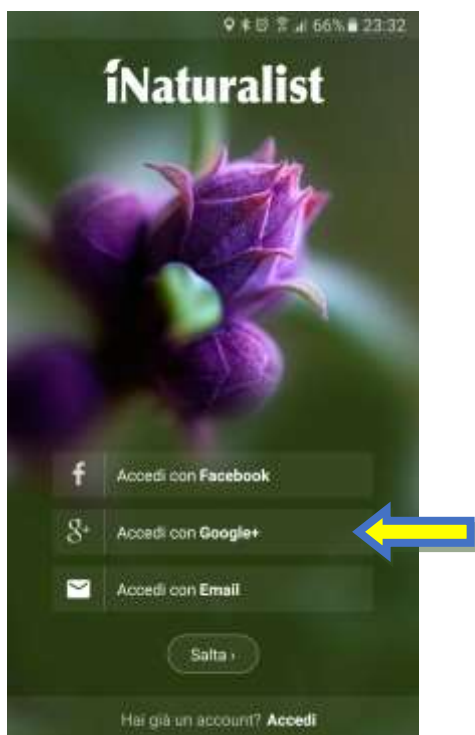 66% 23:32
iNaturalist
f Accedi con Facebook
g+ Accedi con Google+
Accedi con Email
Salta ›
Hai già un account? Accedi